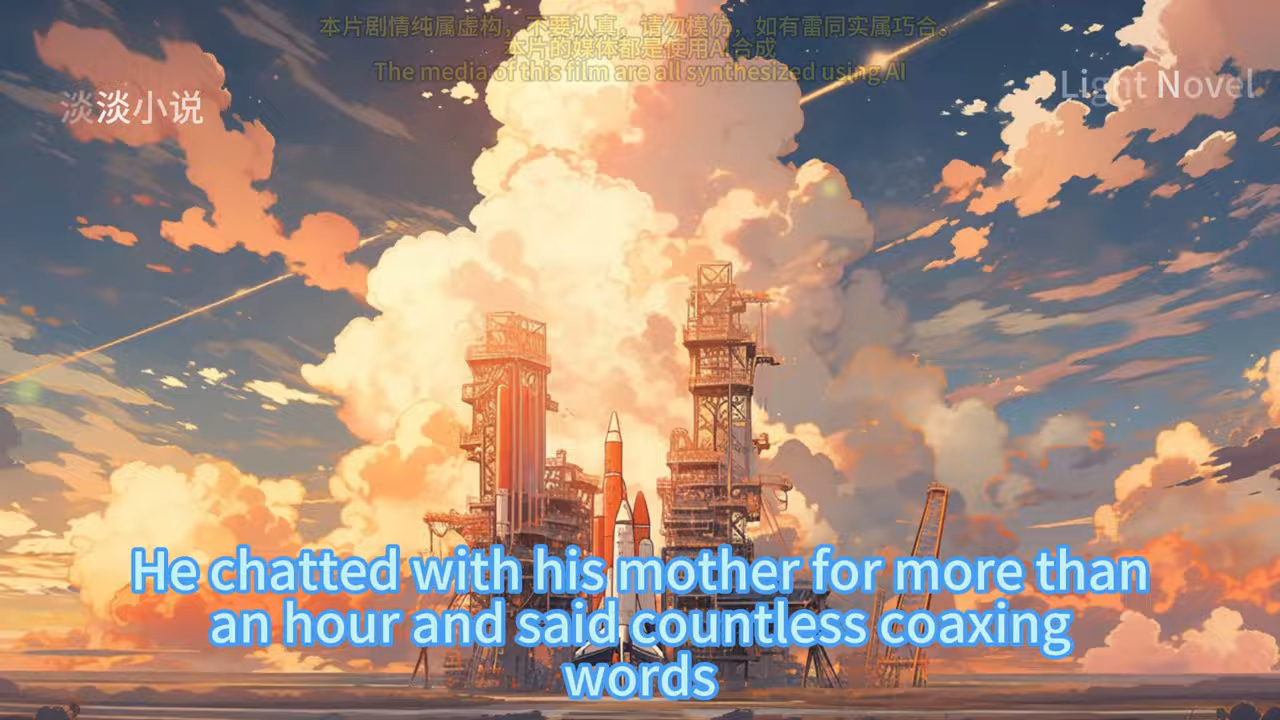 本片剧情纯属虚构，不要认真，请勿模仿，如有雷同实属巧合。
本片的媒体都是使用AI合成
The media of this film are all synthesized using AI
淡淡小说
Light Novel
He chatted with his mother for more than
an hour and said countless coaxing
words